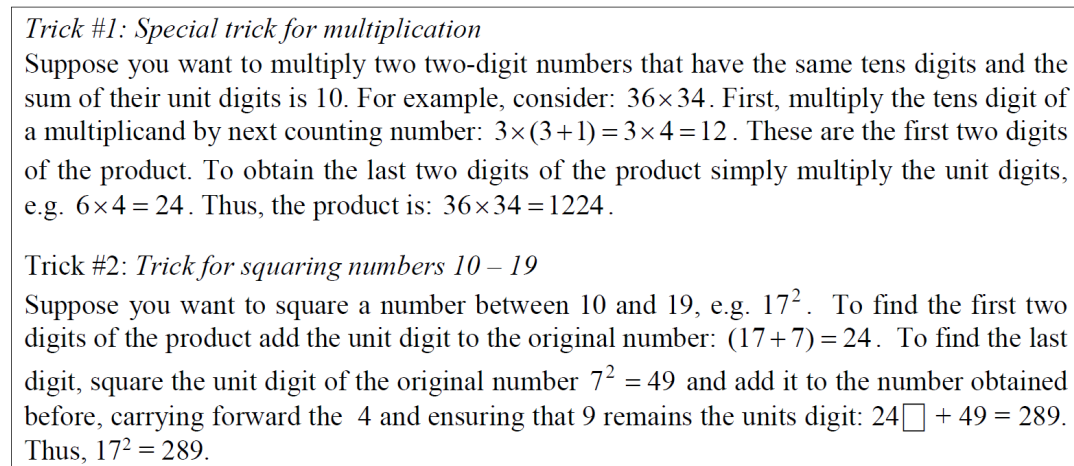 Trick #1: Special trick for multiplication
Suppose you want to multiply two two-digit numbers that have the same tens digits and the
sum of their unit digits is 10. For example, consider: 36×34. First, multiply the tens digit of
a multiplicand by next counting number: 3×(3+1)=3×4=12. These are the first two digits
of the product. To obtain the last two digits of the product simply multiply the unit digits,
e.g. 6×4=24. Thus, the product is: 36×34=1224.
Trick #2: Trick for squaring numbers 10 – 19
Suppose you want to square a number between 10 and 19, e.g. 17². To find the first two
digits of the product add the unit digit to the original number: (17+7)=24. To find the last
digit, square the unit digit of the original number 7² = 49 and add it to the number obtained
before, carrying forward the 4 and ensuring that 9 remains the units digit: 24□ + 49 = 289.
Thus, 17² = 289.